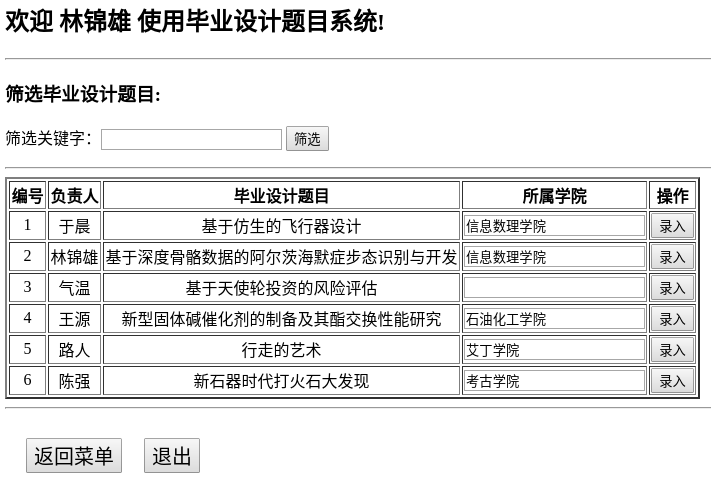 欢迎 林锦雄 使用毕业设计题目系统!
筛选毕业设计题目:
筛选关键字： 筛选
编号 负责人 毕业设计题目 所属学院 操作
1 于晨 基于仿生的飞行器设计 信息数理学院 录入
2 林锦雄 基于深度骨骼数据的阿尔茨海默症步态识别与开发 信息数理学院 录入
3 气温 基于天使轮投资的风险评估 录入
4 王源 新型固体碱催化剂的制备及其酯交换性能研究 石油化工学院 录入
5 路人 行走的艺术 艾丁学院 录入
6 陈强 新石器时代打火石大发现 考古学院 录入
返回菜单 退出